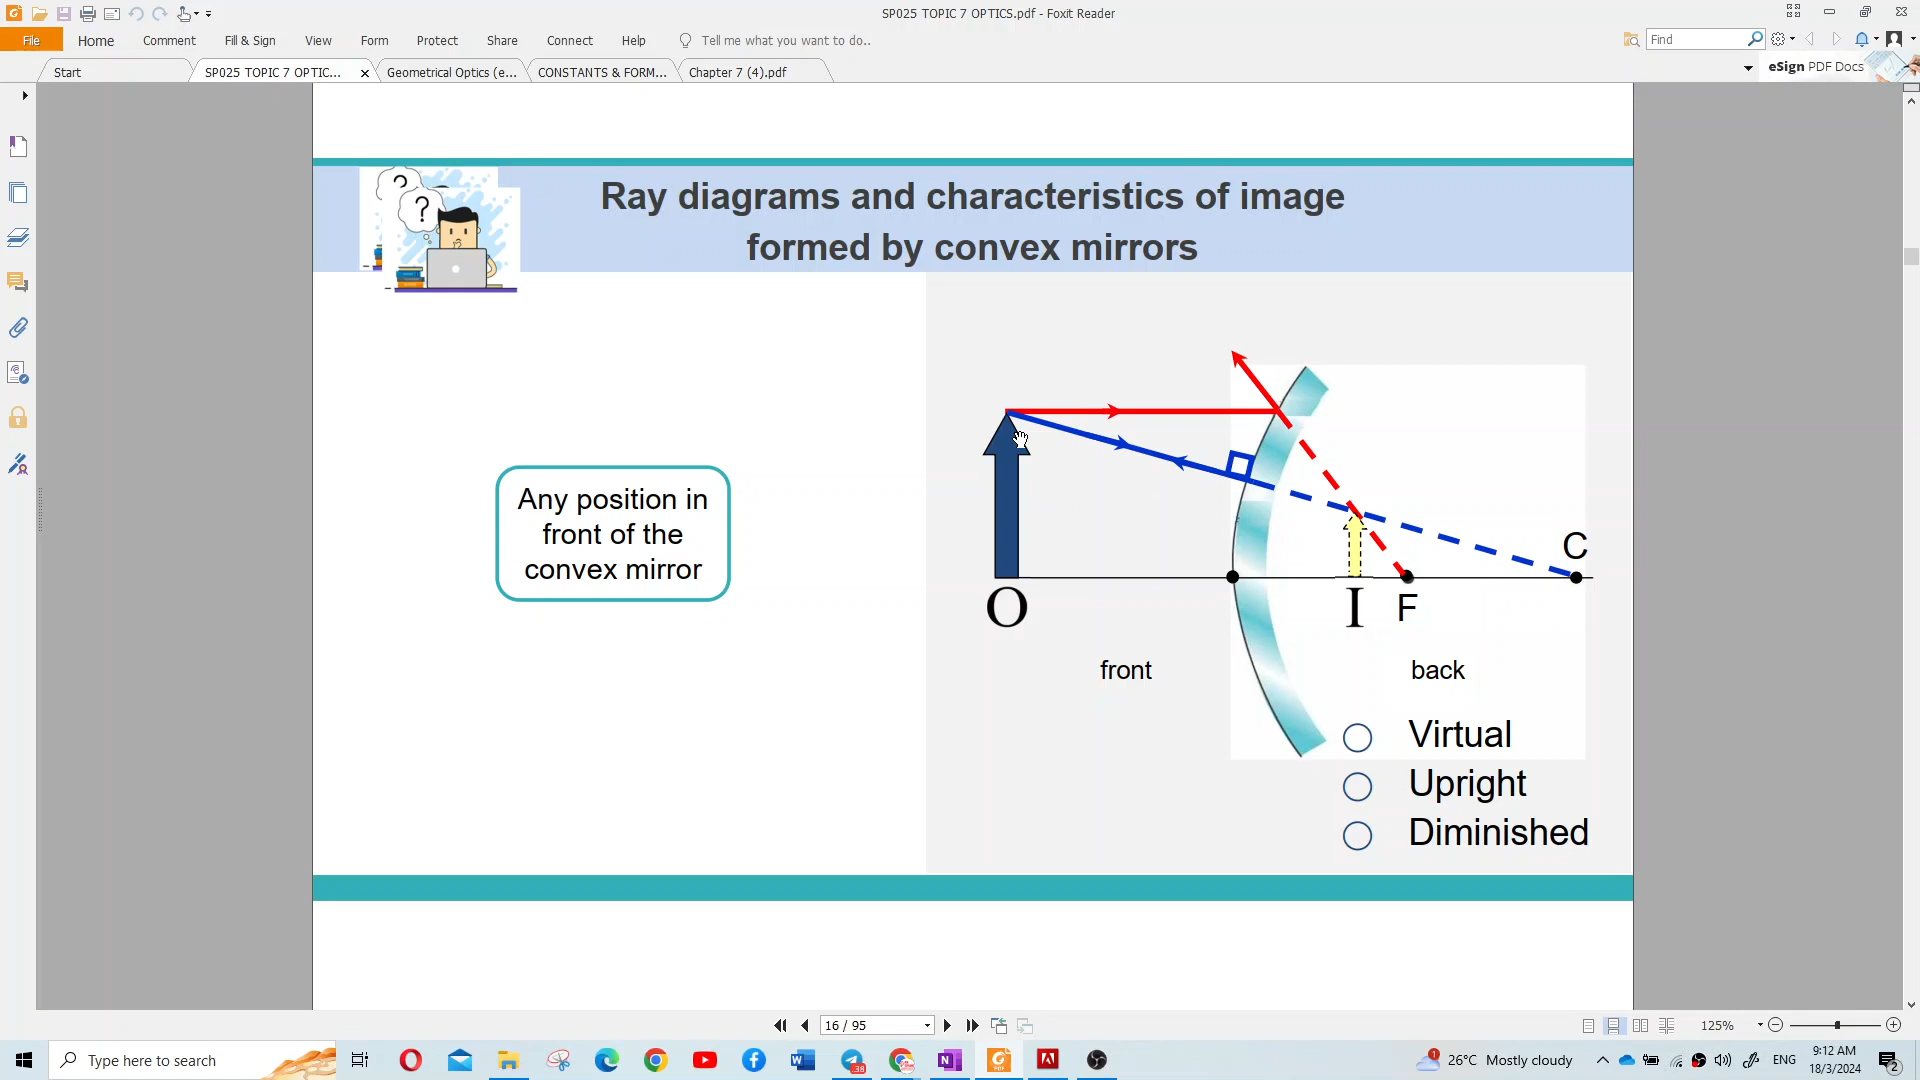 SP025 TOPIC 7 OPTICS.pdf - Foxit Reader
File Home Comment Fill & Sign View Form Protect Share Connect Help Tell me what you want to do.. Find
Start SP025 TOPIC 7 OPTIC... Geometrical Optics (e... CONSTANTS & FORM... Chapter 7 (4).pdf eSign PDF Docs
Ray diagrams and characteristics of image
formed by convex mirrors
?
?
Any position in
front of the
convex mirror
C
O
I
F
front
back
Virtual
Upright
Diminished
16 / 95
125%
Type here to search
38
1
26°C Mostly cloudy
ENG
9:12 AM
18/3/2024
2